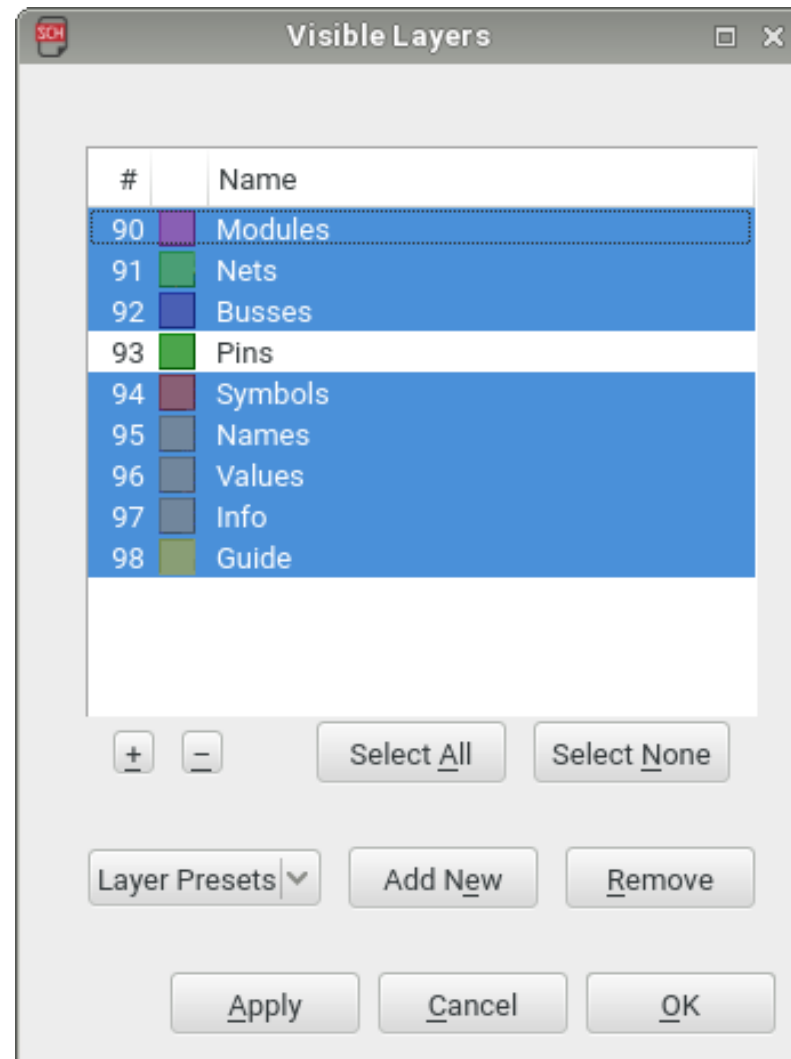 SCH
Visible Layers
# Name
90 Modules
91 Nets
92 Busses
93 Pins
94 Symbols
95 Names
96 Values
97 Info
98 Guide
+ − Select All Select None
Layer Presets Add New Remove
Apply Cancel OK